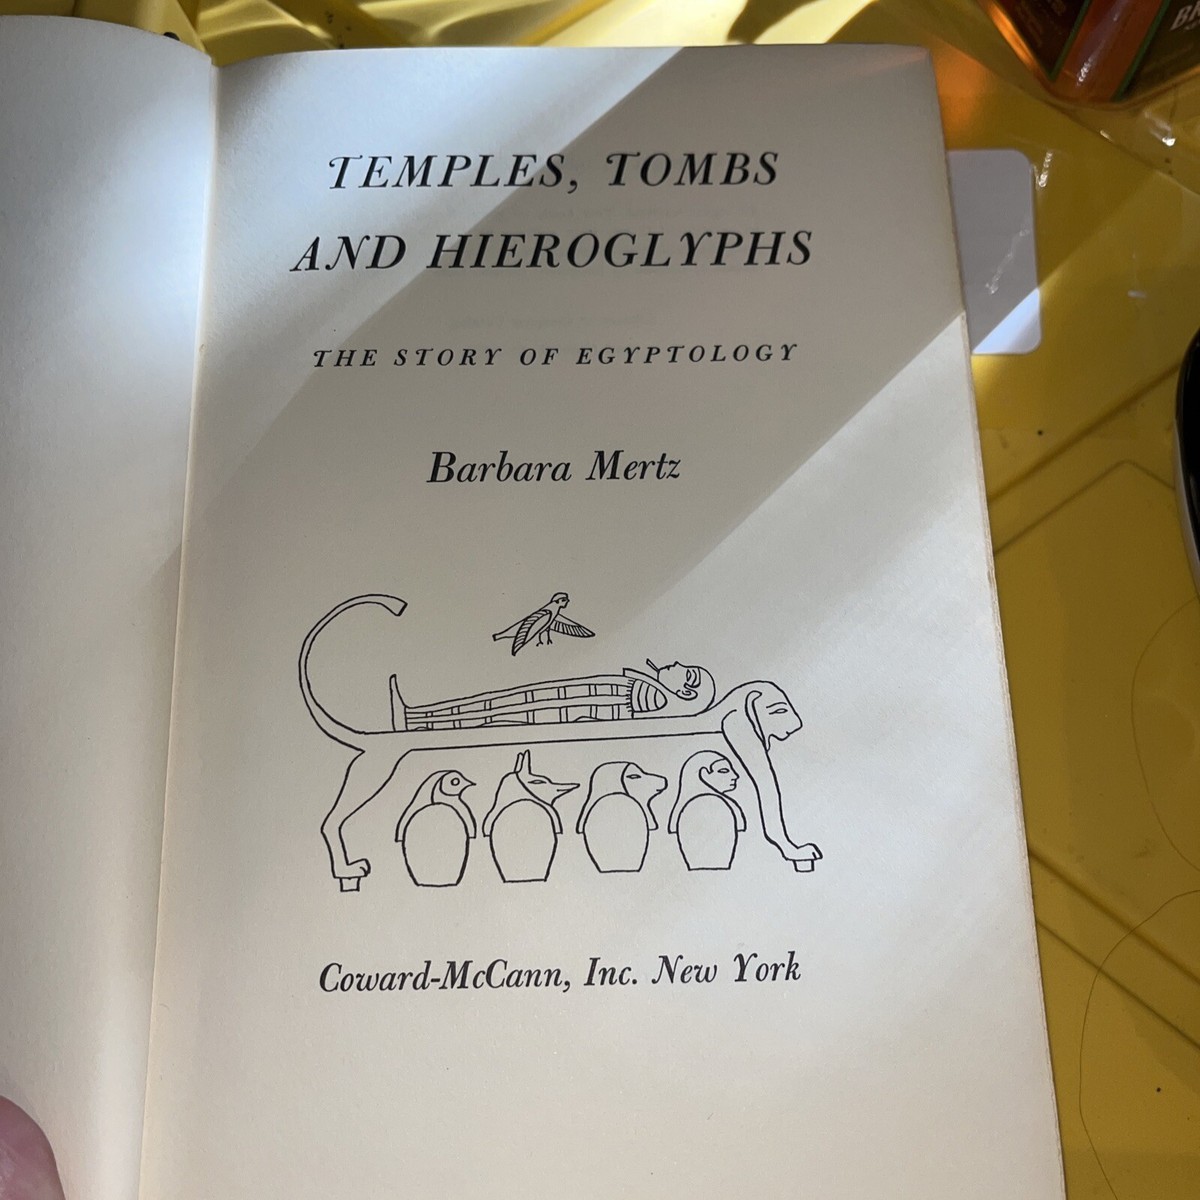 TEMPLES, TOMBS
AND HIEROGLYPHS
THE STORY OF EGYPTOLOGY
Barbara Mertz
Coward-McCann, Inc. New York